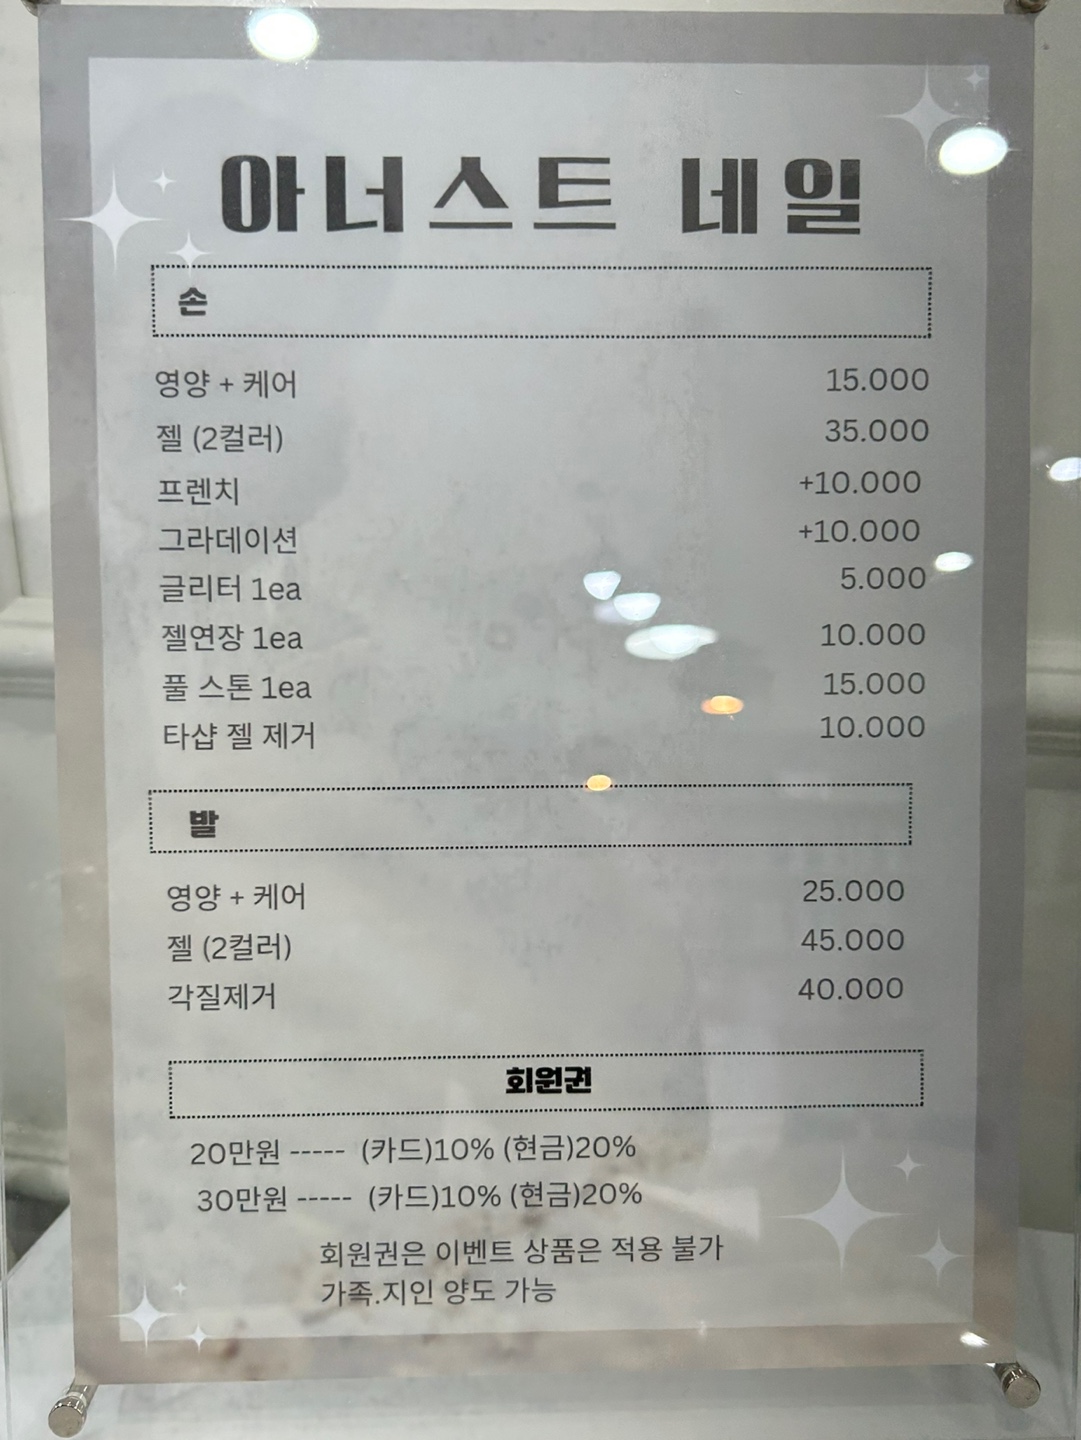 아너스트 네일
손
영양 + 케어 15.000
젤 (2컬러) 35.000
프렌치 +10.000
그라데이션 +10.000
글리터 1ea 5.000
젤연장 1ea 10.000
풀 스톤 1ea 15.000
타샵 젤 제거 10.000
발
영양 + 케어 25.000
젤 (2컬러) 45.000
각질제거 40.000
회원권
20만원 ----- (카드)10% (현금)20%
30만원 ----- (카드)10% (현금)20%
회원권은 이벤트 상품은 적용 불가
가족.지인 양도 가능